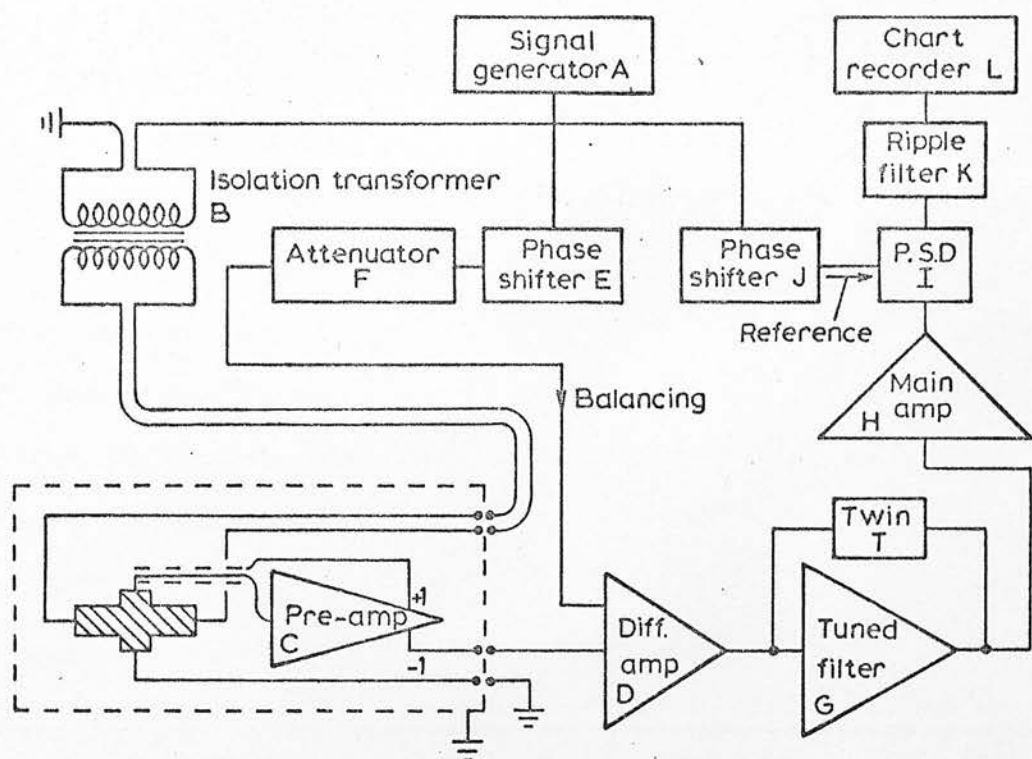 Signal
generator A
Chart
recorder L
Ripple
filter K
Isolation transformer
B
Attenuator
F
Phase
shifter E
Phase
shifter J
P.S.D
I
Reference
Balancing
Main
amp
H
Twin
T
Pre-amp
C
+1
-1
Diff.
amp
D
Tuned
filter
G